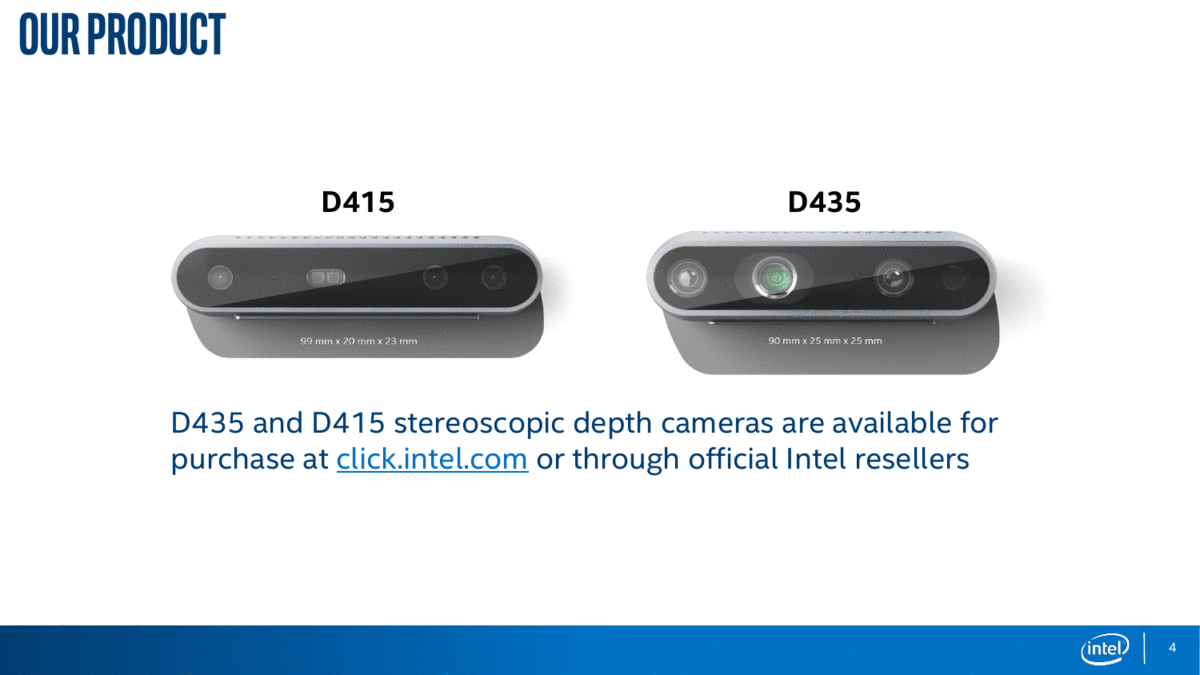 OUR PRODUCT
D415
D435
99 mm x 20 mm x 23 mm
90 mm x 25 mm x 25 mm
D435 and D415 stereoscopic depth cameras are available for
purchase at click.intel.com or through official Intel resellers
intel
4